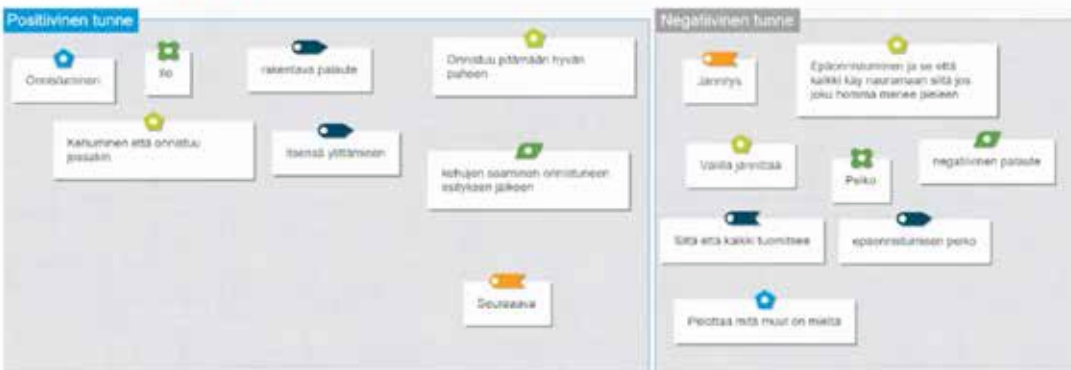 Positiivinen tunne
Onnistuminen
Ilo
rakentava palaute
Onnistuu pitämään hyvän
puheen
Kehuminen että onnistuu
jossakin
Itsensä ylittäminen
kehujen saaminen onnistuneen
esityksen jälkeen
Seuraava
Negatiivinen tunne
Jännitys
Epäonnistuminen ja se että
kaikki käy nauramaan siitä jos
joku homma menee pieleen
Välillä jännittää
Pelko
negatiivinen palaute
Siitä että kaikki tuomitsee
epäonnistumisen pelko
Pelottaa mitä muut on mieltä